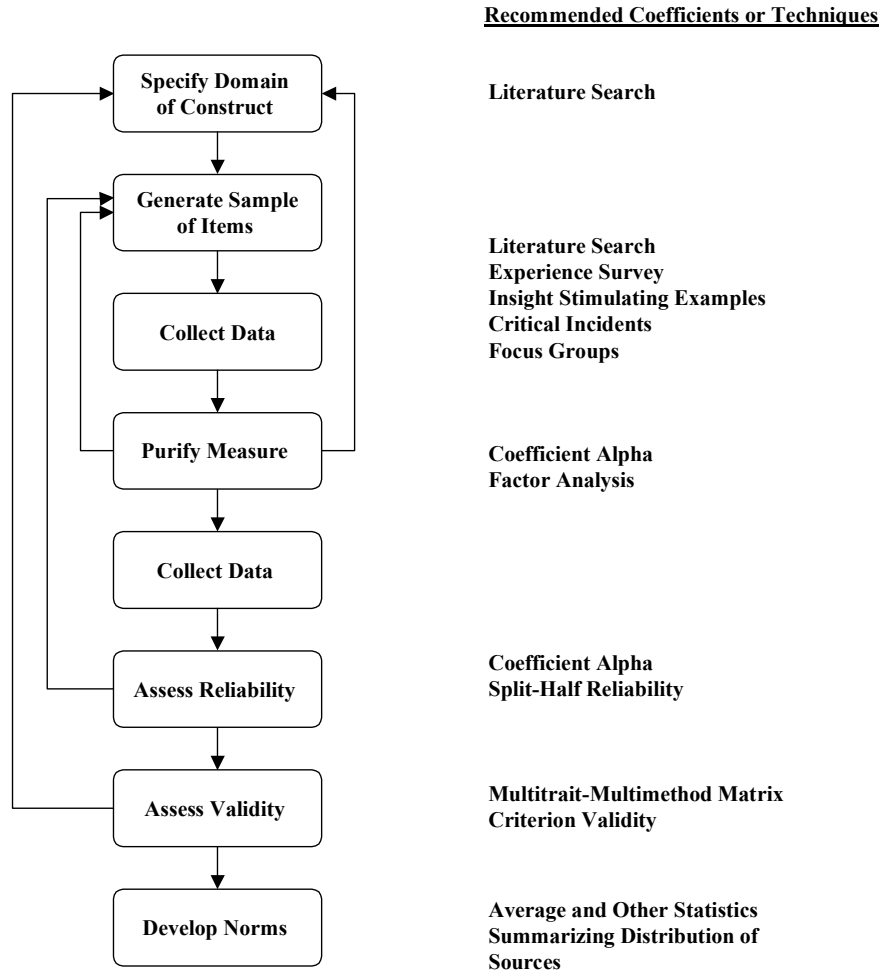 Recommended Coefficients or Techniques
Specify Domain
of Construct
Literature Search
Generate Sample
of Items
Literature Search
Experience Survey
Insight Stimulating Examples
Critical Incidents
Focus Groups
Collect Data
Purify Measure
Coefficient Alpha
Factor Analysis
Collect Data
Assess Reliability
Coefficient Alpha
Split-Half Reliability
Assess Validity
Multitrait-Multimethod Matrix
Criterion Validity
Develop Norms
Average and Other Statistics
Summarizing Distribution of
Sources